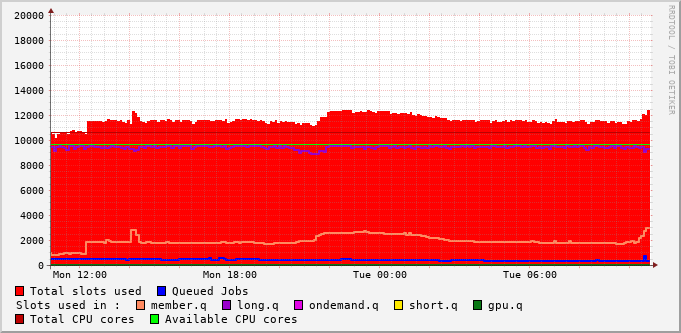 20000
18000
16000
14000
12000
10000
8000
6000
4000
2000
0
Mon 12:00 Mon 18:00 Tue 00:00 Tue 06:00
RRDTOOL / TOBI OETIKER
Total slots used Queued Jobs
Slots used in : member.q long.q ondemand.q short.q gpu.q
Total CPU cores Available CPU cores